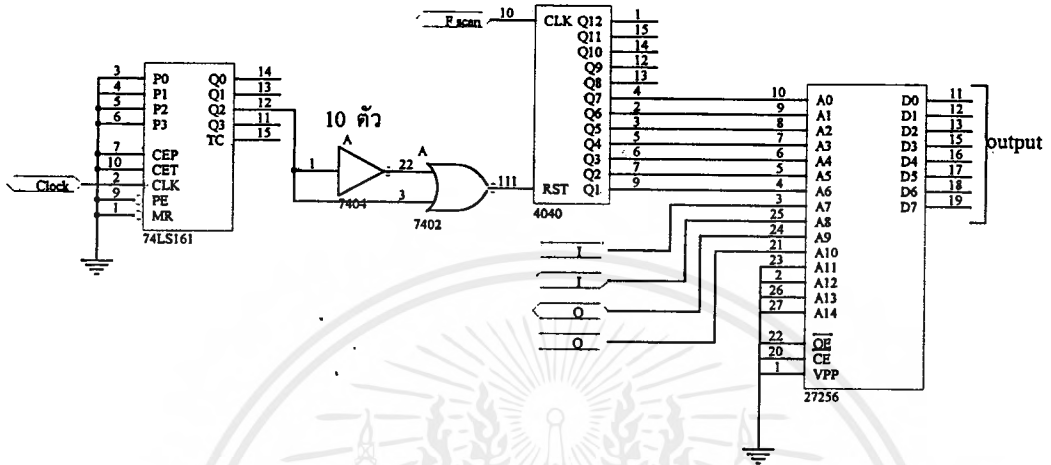 Clock
3 P0 Q0 14
4 P1 Q1 13
5 P2 Q2 12
6 P3 Q3 11
TC 15
7 CEP
10 CET
2 CLK
9 PE
1 MR
74LS161
10 ตัว
A
1 22
7404
A
3 111
7402
F scan
10 CLK Q12 1
Q11 15
Q10 14
Q9 12
Q8 13
Q7 4
Q6 2
Q5 3
Q4 5
Q3 6
Q2 7
RST Q1 9
4040
I
I
Q
Q
10 A0 D0 11
9 A1 D1 12
8 A2 D2 13
7 A3 D3 15
6 A4 D4 16
5 A5 D5 17
4 A6 D6 18
3 A7 D7 19
25 A8
24 A9
21 A10
23 A11
2 A12
26 A13
27 A14
22 OE
20 CE
1 VPP
27256
output